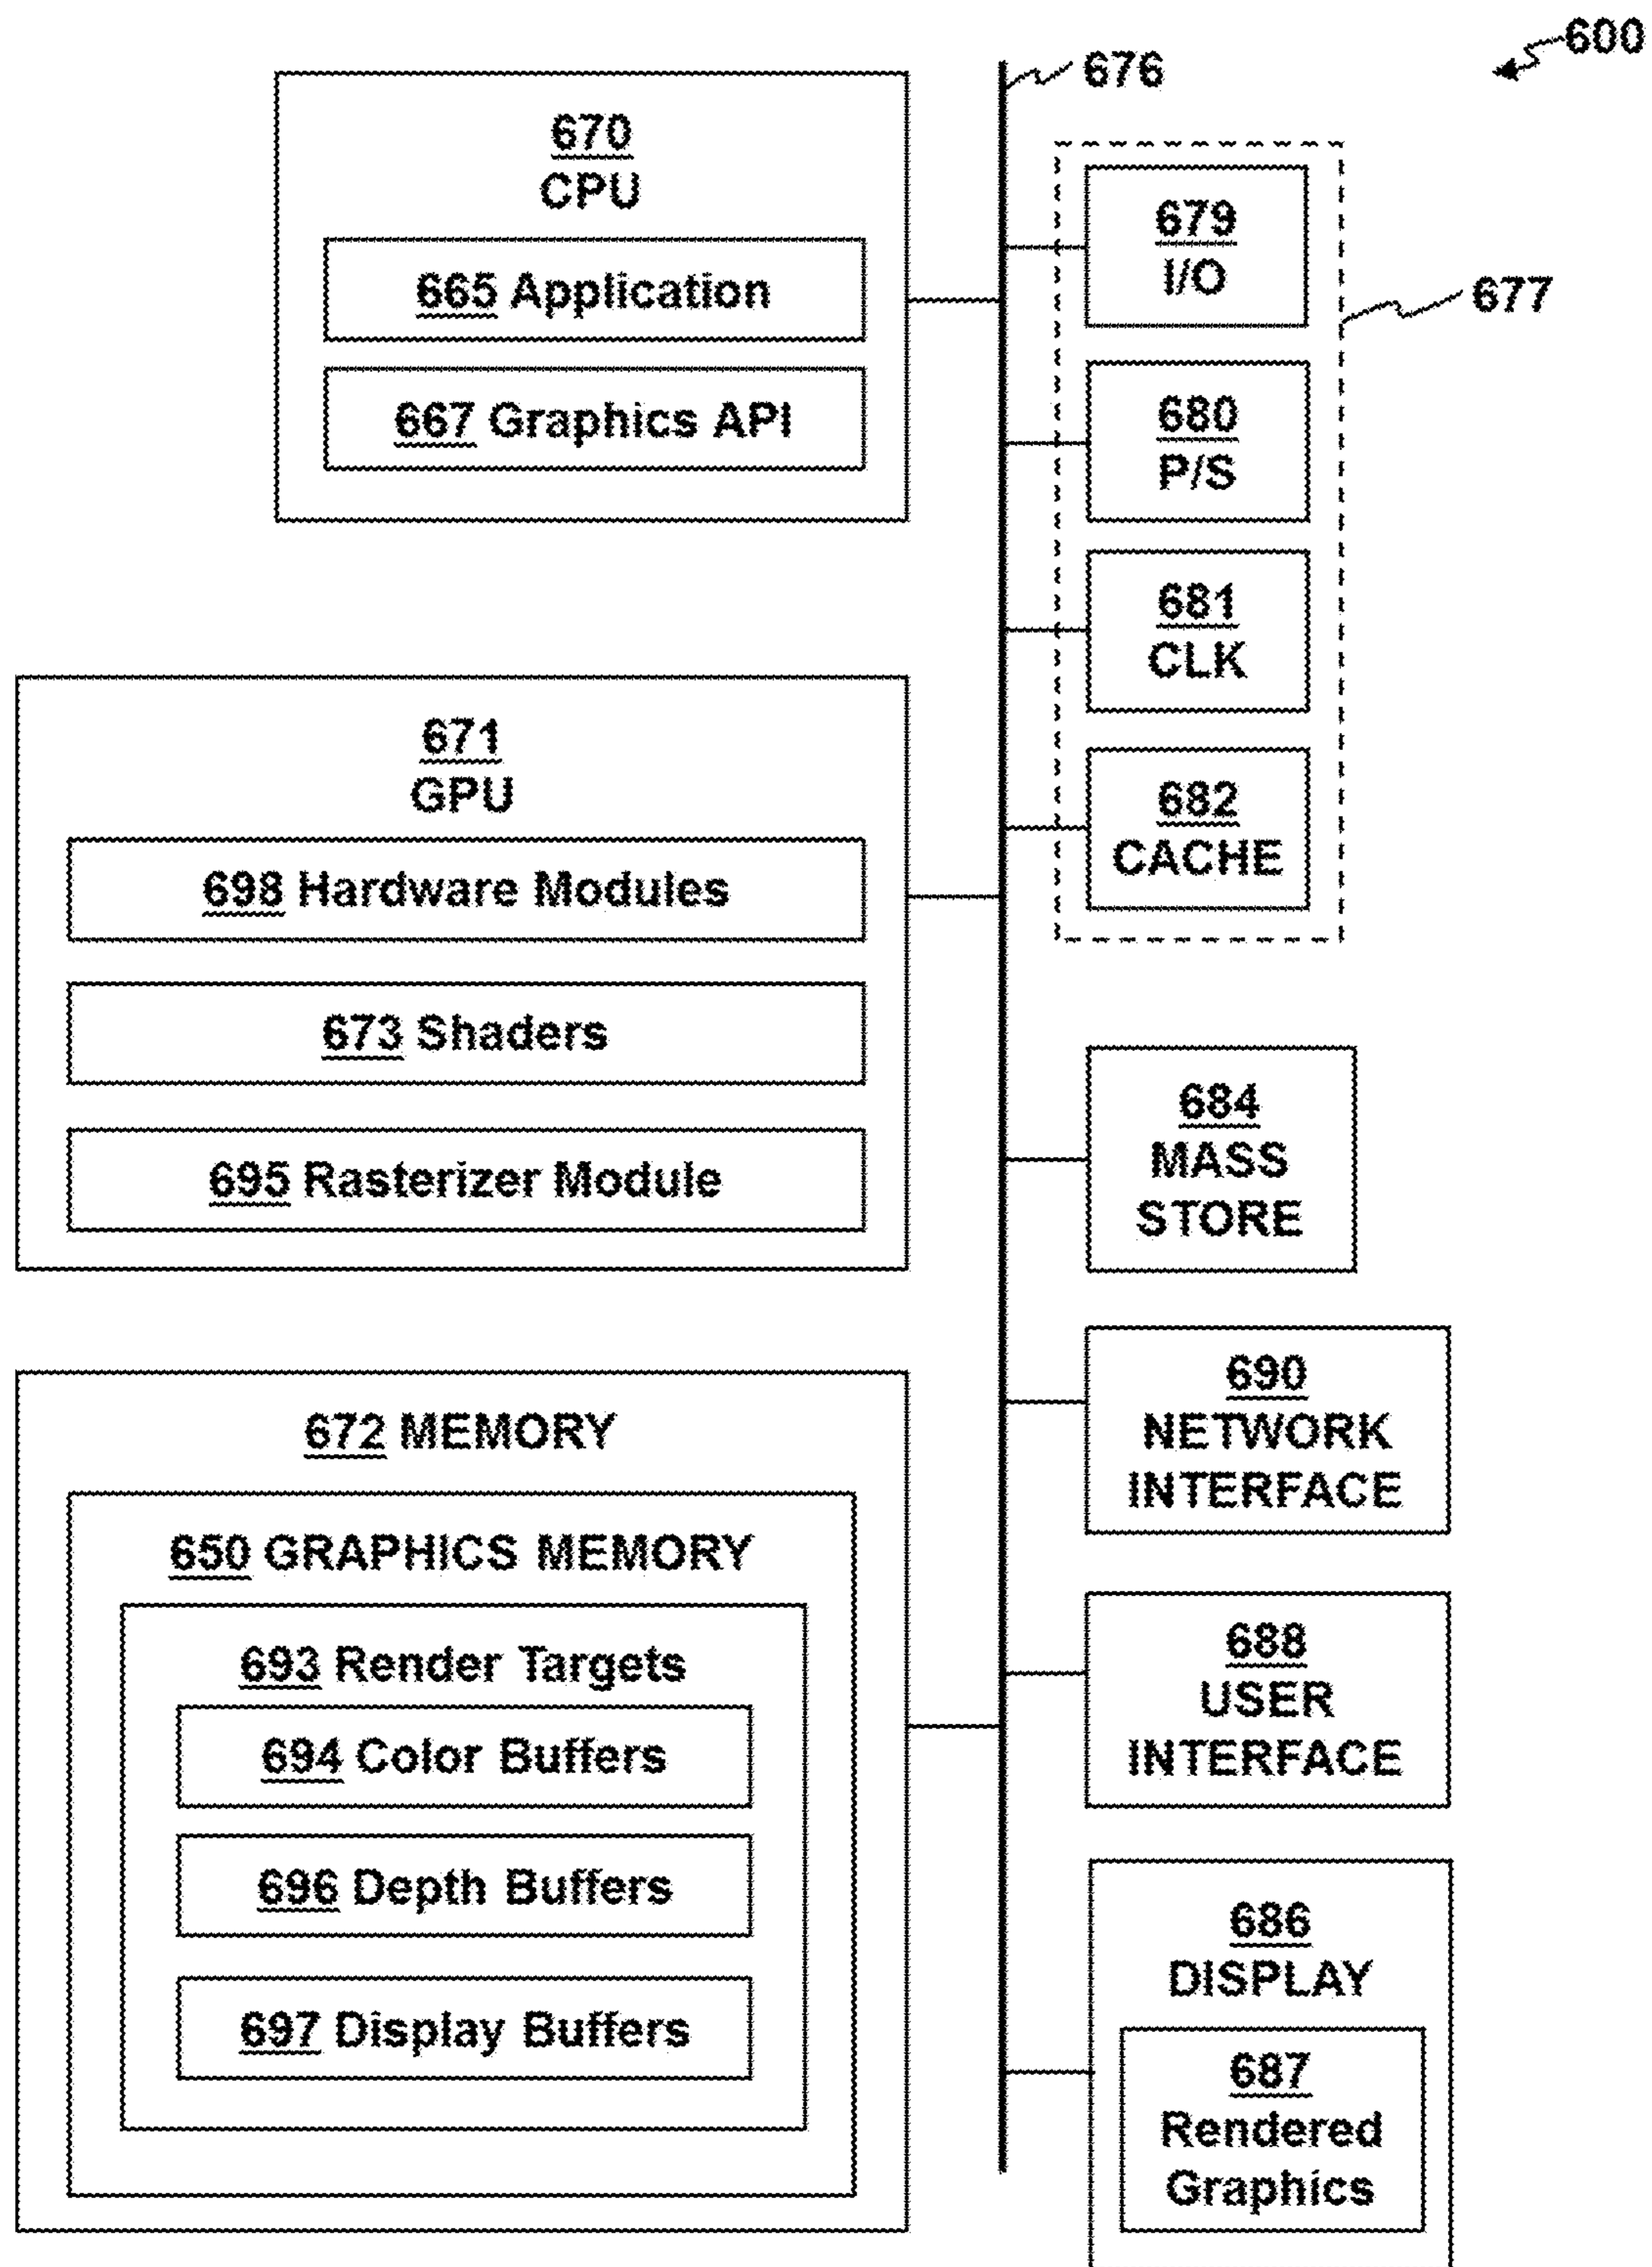 600
676
670
CPU
665 Application
667 Graphics API
679
I/O
677
680
P/S
681
CLK
682
CACHE
671
GPU
698 Hardware Modules
673 Shaders
695 Rasterizer Module
684
MASS
STORE
690
NETWORK
INTERFACE
672 MEMORY
650 GRAPHICS MEMORY
693 Render Targets
694 Color Buffers
696 Depth Buffers
697 Display Buffers
688
USER
INTERFACE
686
DISPLAY
687
Rendered
Graphics